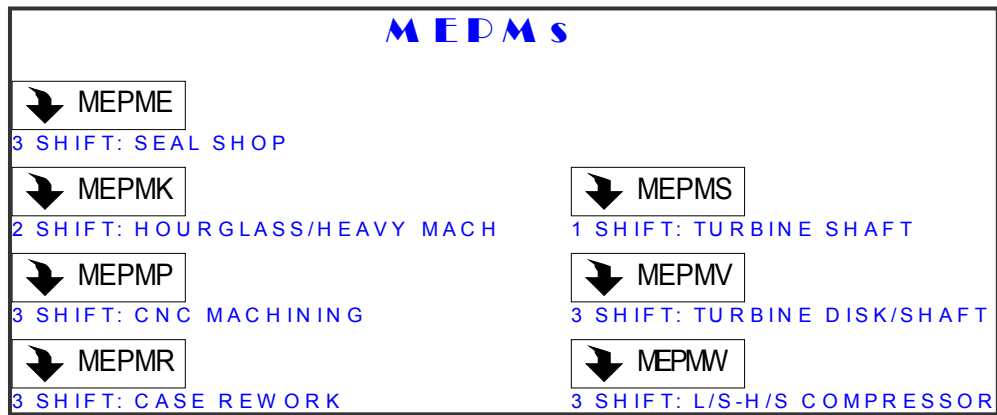 MEPMs
MEPME
3 SHIFT: SEAL SHOP
MEPMK
2 SHIFT: HOURGLASS/HEAVY MACH
MEPMP
3 SHIFT: CNC MACHINING
MEPMR
3 SHIFT: CASE REWORK
MEPMS
1 SHIFT: TURBINE SHAFT
MEPMV
3 SHIFT: TURBINE DISK/SHAFT
MEPMW
3 SHIFT: L/S-H/S COMPRESSOR